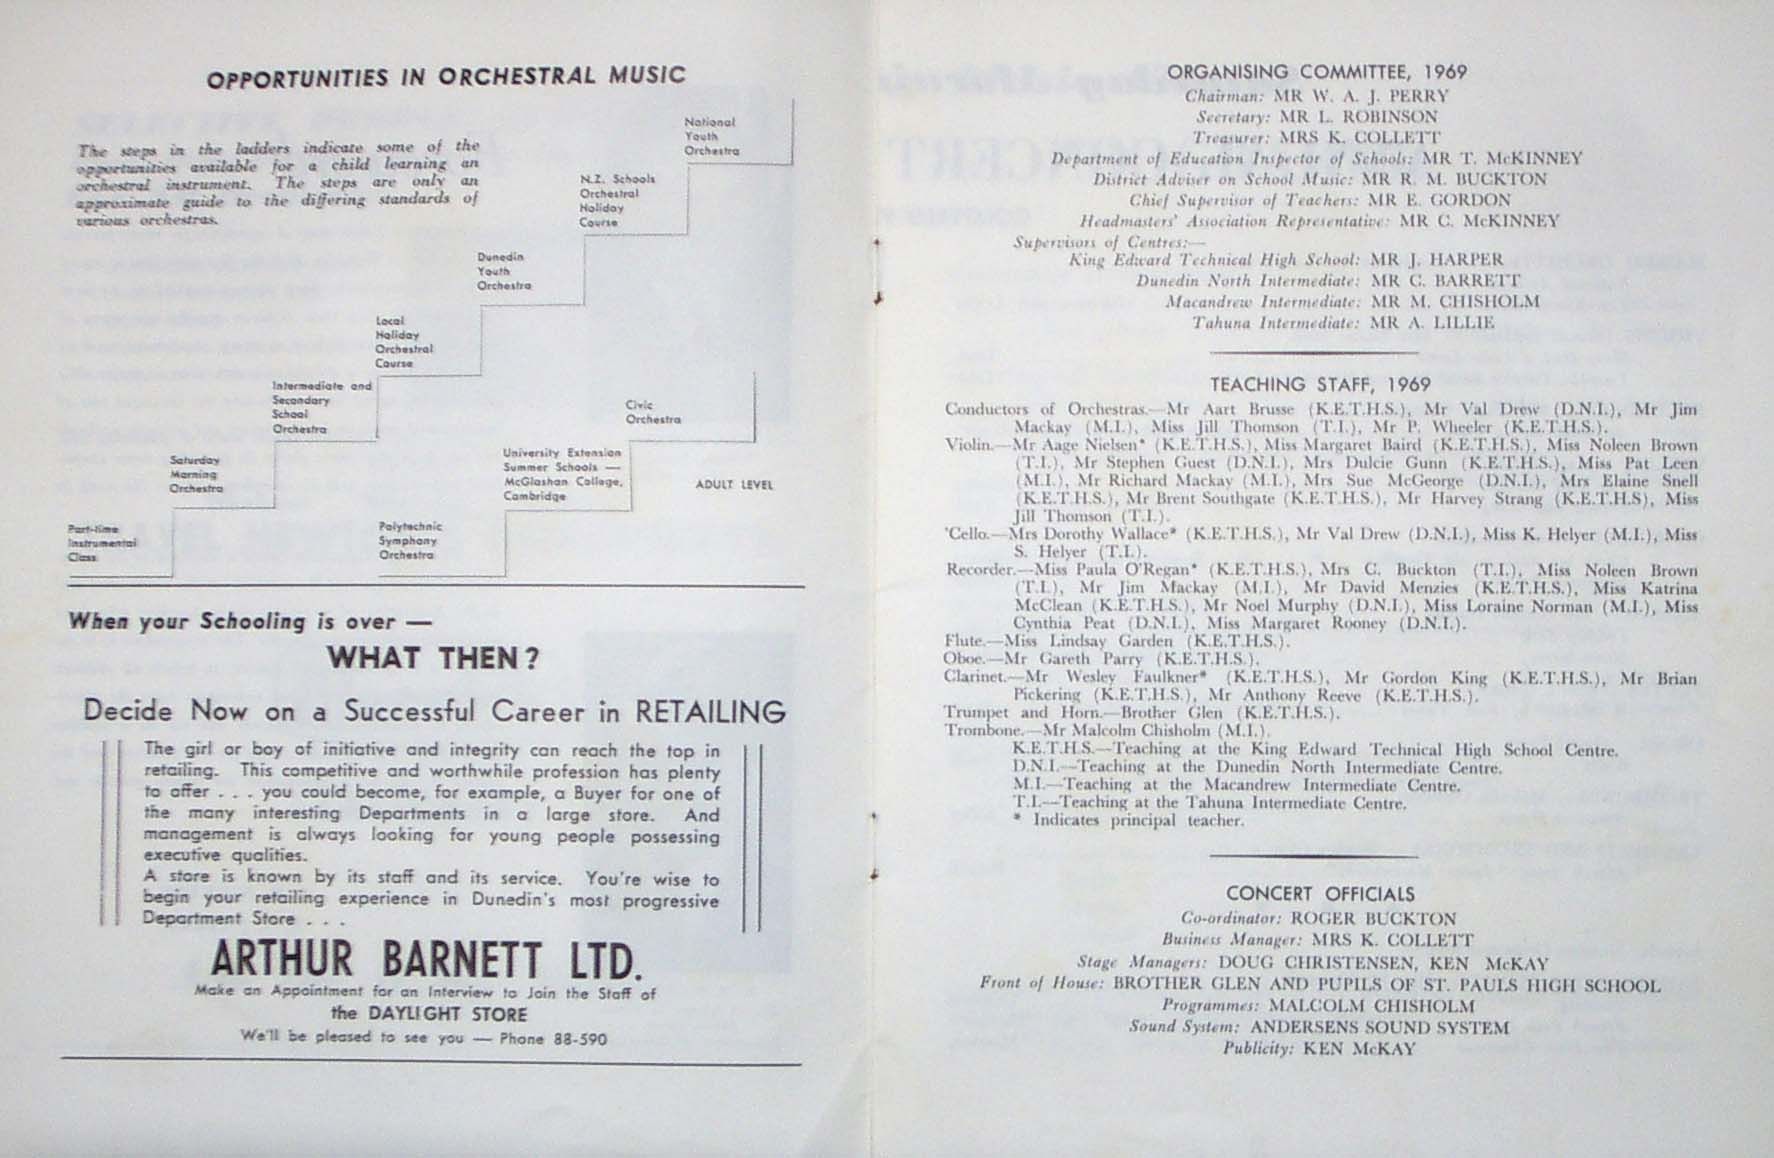 OPPORTUNITIES IN ORCHESTRAL MUSIC
The steps in the ladders indicate some of the
opportunities available for a child learning an
orchestral instrument. The steps are only an
approximate guide to the differing standards of
various orchestras.
National
Youth
Orchestra
N.Z. Schools
Orchestral
Holiday
Course
Dunedin
Youth
Orchestra
Local
Holiday
Orchestral
Course
Intermediate and
Secondary
School
Orchestra
Saturday
Morning
Orchestra
Part-time
Instrumental
Class
Civic
Orchestra
University Extension
Summer Schools —
McGlashan College,
Cambridge
ADULT LEVEL
Polytechnic
Symphony
Orchestra
When your Schooling is over —
WHAT THEN?
Decide Now on a Successful Career in RETAILING
The girl or boy of initiative and integrity can reach the top in
retailing. This competitive and worthwhile profession has plenty
to offer . . . you could become, for example, a Buyer for one of
the many interesting Departments in a large store. And
management is always looking for young people possessing
executive qualities.
A store is known by its staff and its service. You're wise to
begin your retailing experience in Dunedin's most progressive
Department Store . . .
ARTHUR BARNETT LTD.
Make an Appointment for an Interview to Join the Staff of
the DAYLIGHT STORE
We'll be pleased to see you — Phone 88-590
ORGANISING COMMITTEE, 1969
Chairman: MR W. A. J. PERRY
Secretary: MR L. ROBINSON
Treasurer: MRS K. COLLETT
Department of Education Inspector of Schools: MR T. McKINNEY
District Adviser on School Music: MR R. M. BUCKTON
Chief Supervisor of Teachers: MR E. GORDON
Headmasters' Association Representative: MR C. McKINNEY
Supervisors of Centres:—
King Edward Technical High School: MR J. HARPER
Dunedin North Intermediate: MR G. BARRETT
Macandrew Intermediate: MR M. CHISHOLM
Tahuna Intermediate: MR A. LILLIE
TEACHING STAFF, 1969
Conductors of Orchestras.—Mr Aart Brusse (K.E.T.H.S.), Mr Val Drew (D.N.I.), Mr Jim
Mackay (M.I.), Miss Jill Thomson (T.I.), Mr P. Wheeler (K.E.T.H.S.).
Violin.—Mr Aage Nielsen* (K.E.T.H.S.), Miss Margaret Baird (K.E.T.H.S.), Miss Noleen Brown
(T.I.), Mr Stephen Guest (D.N.I.), Mrs Dulcie Gunn (K.E.T.H.S.), Miss Pat Leen
(M.I.), Mr Richard Mackay (M.I.), Mrs Sue McGeorge (D.N.I.), Mrs Elaine Snell
(K.E.T.H.S.), Mr Brent Southgate (K.E.T.H.S.), Mr Harvey Strang (K.E.T.H.S), Miss
Jill Thomson (T.I.).
'Cello.—Mrs Dorothy Wallace* (K.E.T.H.S.), Mr Val Drew (D.N.I.), Miss K. Helyer (M.I.), Miss
S. Helyer (T.I.).
Recorder.—Miss Paula O'Regan* (K.E.T.H.S.), Mrs C. Buckton (T.I.), Miss Noleen Brown
(T.I.), Mr Jim Mackay (M.I.), Mr David Menzies (K.E.T.H.S.), Miss Katrina
McClean (K.E.T.H.S.), Mr Noel Murphy (D.N.I.), Miss Loraine Norman (M.I.), Miss
Cynthia Peat (D.N.I.), Miss Margaret Rooney (D.N.I.).
Flute.—Miss Lindsay Garden (K.E.T.H.S.).
Oboe.—Mr Gareth Parry (K.E.T.H.S.).
Clarinet.—Mr Wesley Faulkner* (K.E.T.H.S.), Mr Gordon King (K.E.T.H.S.), Mr Brian
Pickering (K.E.T.H.S.), Mr Anthony Reeve (K.E.T.H.S.).
Trumpet and Horn.—Brother Glen (K.E.T.H.S.).
Trombone.—Mr Malcolm Chisholm (M.I.).
K.E.T.H.S.—Teaching at the King Edward Technical High School Centre.
D.N.I.—Teaching at the Dunedin North Intermediate Centre.
M.I.—Teaching at the Macandrew Intermediate Centre.
T.I.—Teaching at the Tahuna Intermediate Centre.
* Indicates principal teacher.
CONCERT OFFICIALS
Co-ordinator: ROGER BUCKTON
Business Manager: MRS K. COLLETT
Stage Managers: DOUG CHRISTENSEN, KEN McKAY
Front of House: BROTHER GLEN AND PUPILS OF ST. PAULS HIGH SCHOOL
Programmes: MALCOLM CHISHOLM
Sound System: ANDERSENS SOUND SYSTEM
Publicity: KEN McKAY